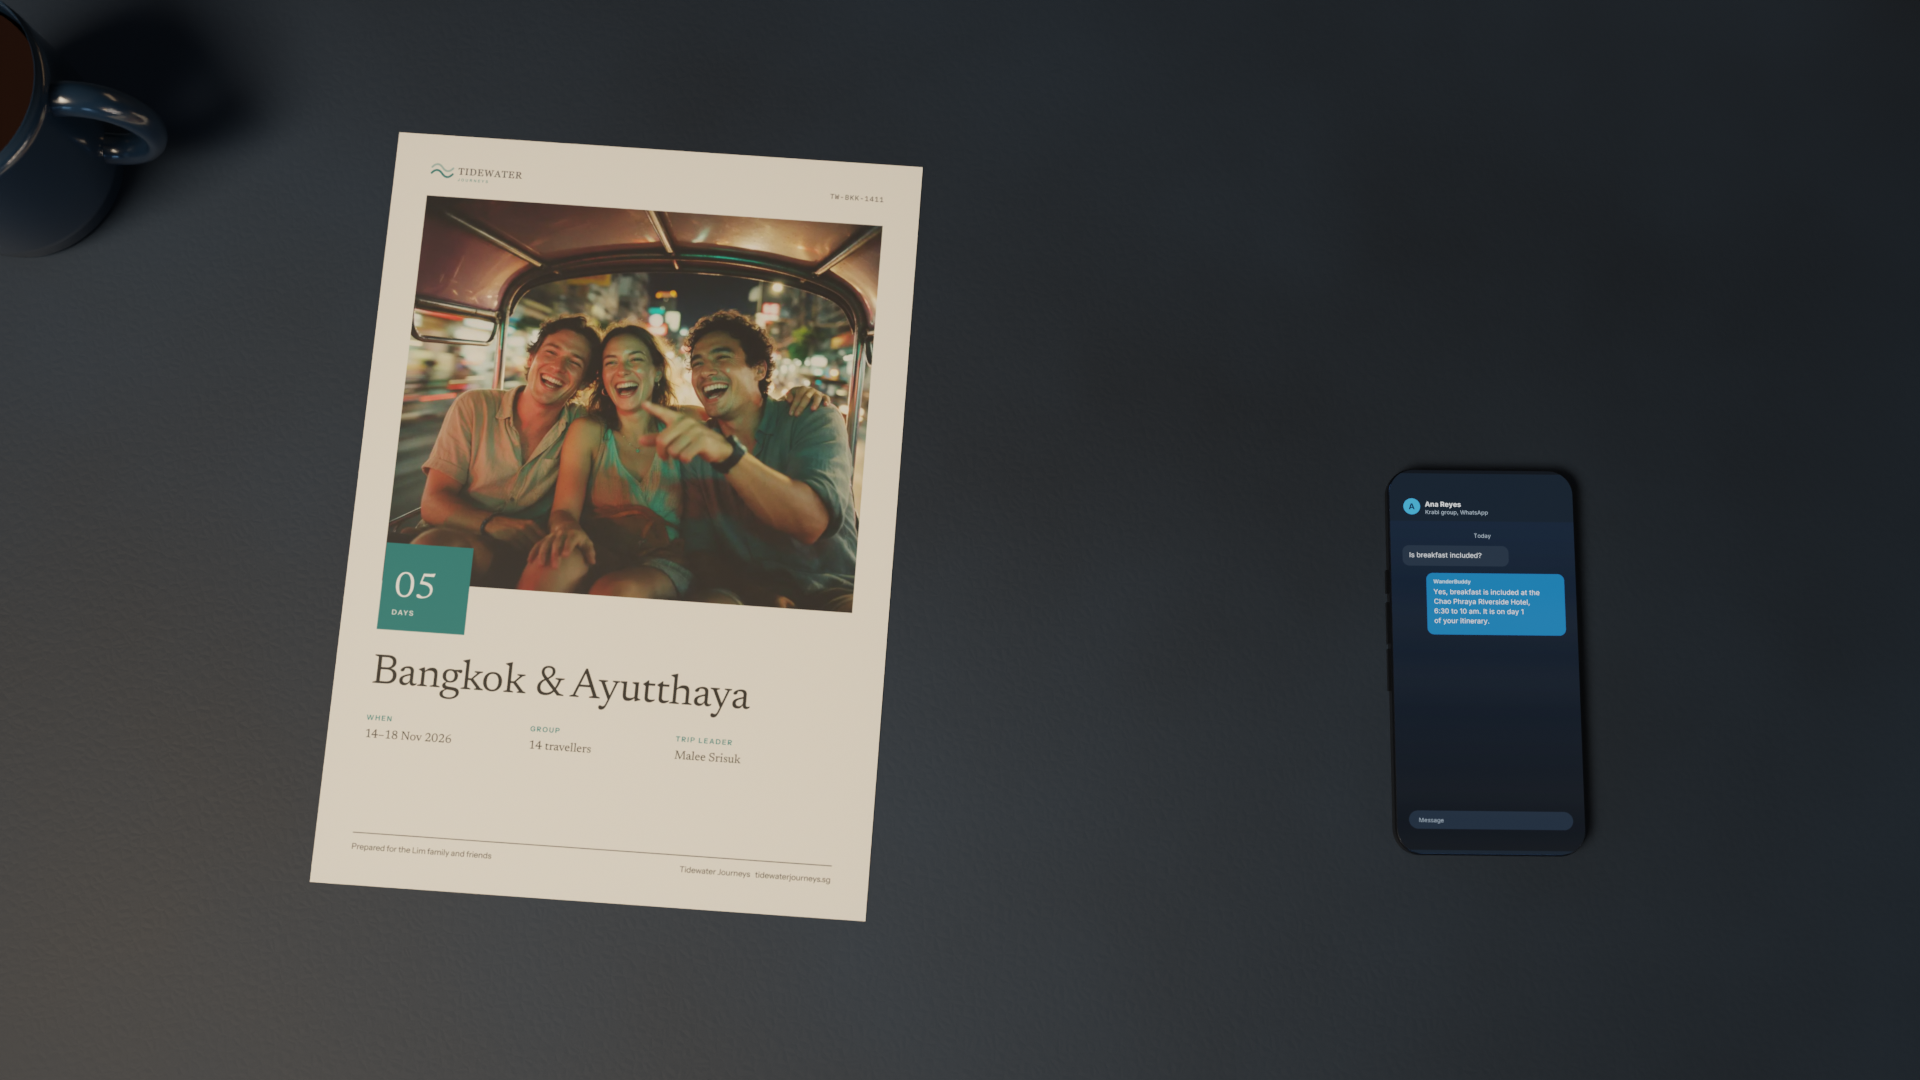 TIDEWATER
JOURNEYS
TW-BKK-1411
05
DAYS
Bangkok & Ayutthaya
WHEN
14–18 Nov 2026
GROUP
14 travellers
TRIP LEADER
Malee Srisuk
Prepared for the Lim family and friends
Tidewater Journeys tidewaterjourneys.sg
A
Ana Reyes
Krabi group, WhatsApp
Today
Is breakfast included?
WanderBuddy
Yes, breakfast is included at the
Chao Phraya Riverside Hotel,
6:30 to 10 am. It is on day 1
of your itinerary.
Message